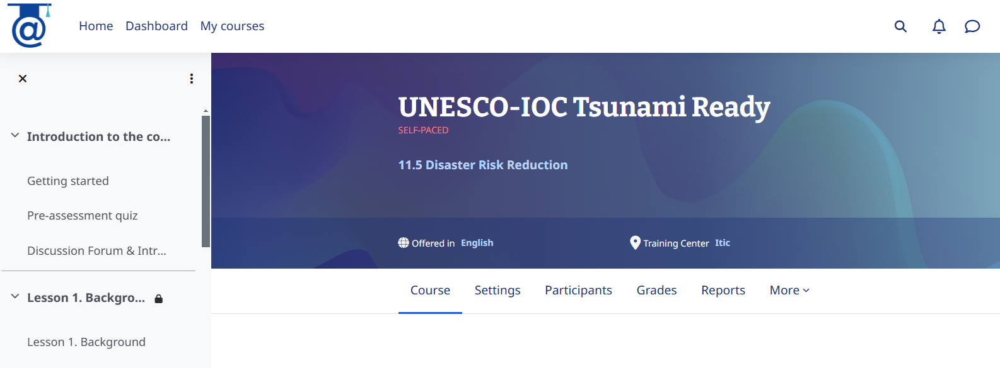 @
Home Dashboard My courses
Introduction to the co...
Getting started
Pre-assessment quiz
Discussion Forum & Intr...
Lesson 1. Backgro...
Lesson 1. Background
UNESCO-IOC Tsunami Ready
SELF-PACED
11.5 Disaster Risk Reduction
Offered in English
Training Center Itic
Course Settings Participants Grades Reports More